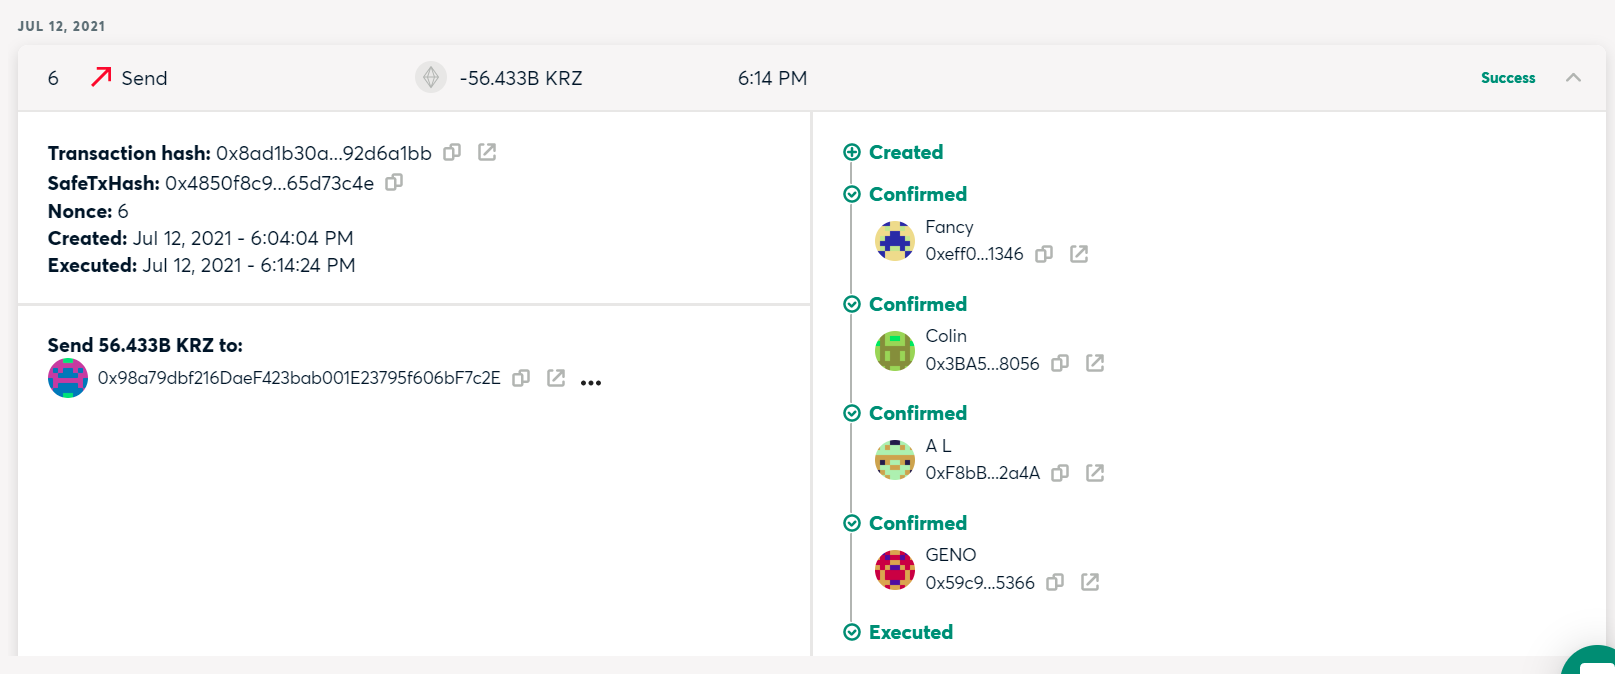 JUL 12, 2021
6 Send -56.433B KRZ 6:14 PM Success
Transaction hash: 0x8ad1b30a...92d6a1bb
SafeTxHash: 0x4850f8c9...65d73c4e
Nonce: 6
Created: Jul 12, 2021 - 6:04:04 PM
Executed: Jul 12, 2021 - 6:14:24 PM
Send 56.433B KRZ to:
0x98a79dbf216DaeF423bab001E23795f606bF7c2E
Created
Confirmed
Fancy
0xeff0...1346
Confirmed
Colin
0x3BA5...8056
Confirmed
A L
0xF8bB...2a4A
Confirmed
GENO
0x59c9...5366
Executed